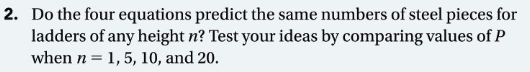 2. Do the four equations predict the same numbers of steel pieces for
ladders of any height n? Test your ideas by comparing values of P
when n = 1, 5, 10, and 20.